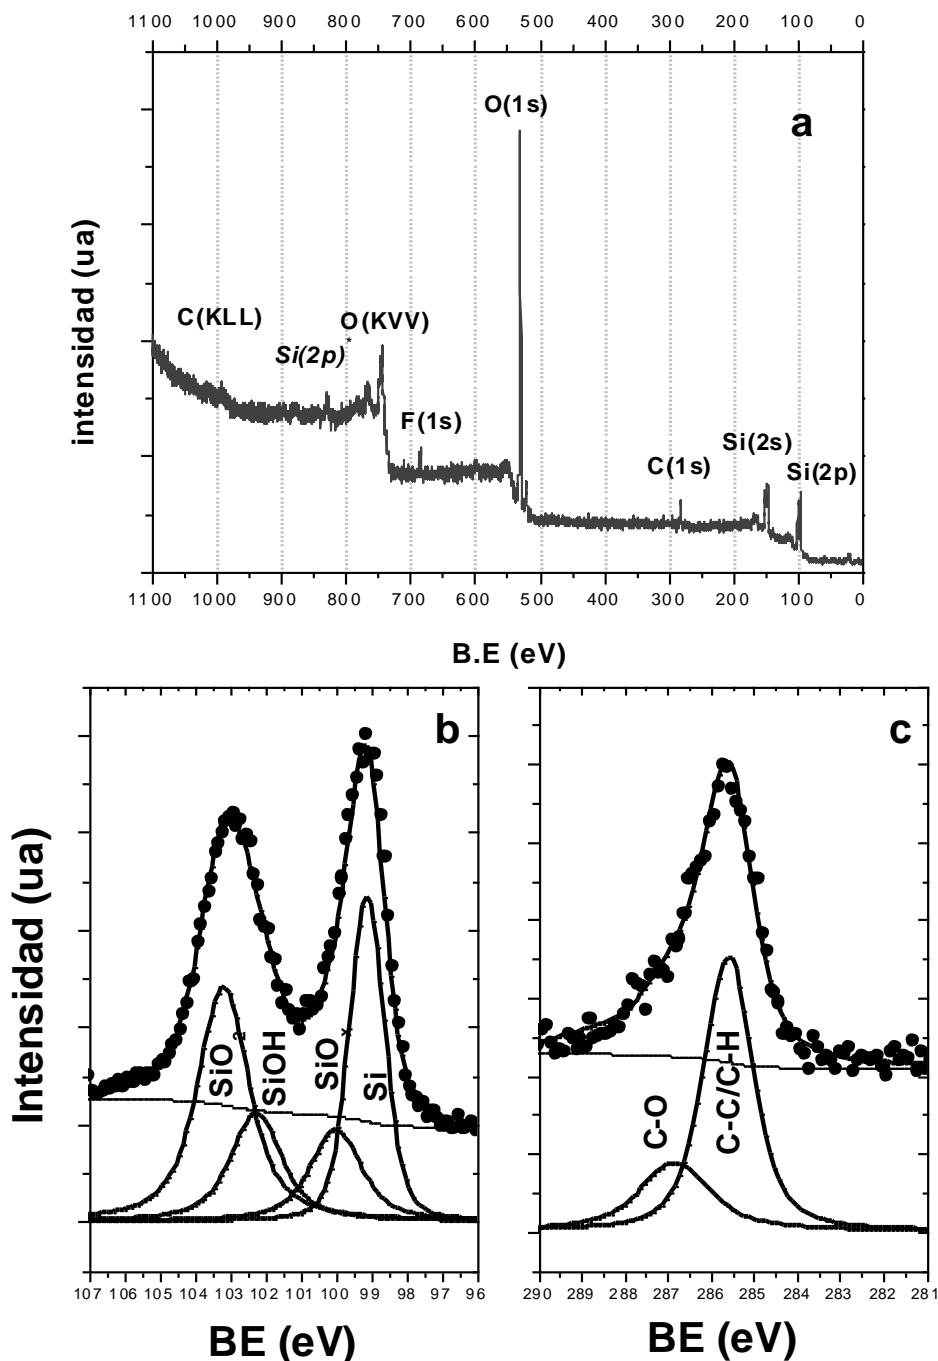 1100 1000 900 800 700 600 500 400 300 200 100 0
O(1s)
a
intensidad (ua)
C(KLL)
O(KVV)
Si(2p)*
F(1s)
Si(2s)
C(1s)
Si(2p)
1100 1000 900 800 700 600 500 400 300 200 100 0
B.E (eV)
b
Intensidad (ua)
SiO2
SiOH
SiOx
Si
107 106 105 104 103 102 101 100 99 98 97 96
BE (eV)
c
C-O
C-C/C-H
290 289 288 287 286 285 284 283 282 281
BE (eV)